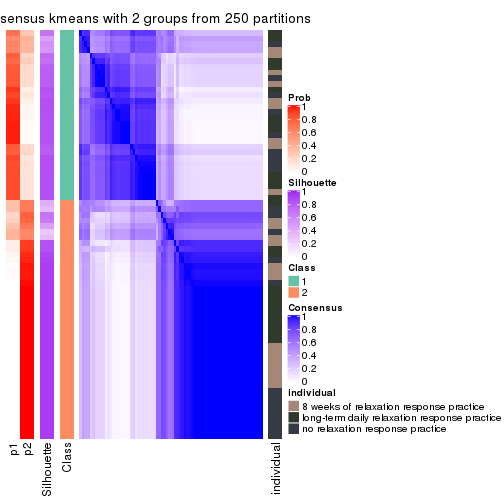 sensus kmeans with 2 groups from 250 partitions
Prob
1
0.8
0.6
0.4
0.2
0
Silhouette
1
0.8
0.6
0.4
0.2
0
Class
1
2
Consensus
1
0.8
0.6
0.4
0.2
0
individual
8 weeks of relaxation response practice
long-term daily relaxation response practice
no relaxation response practice
p1
p2
Silhouette
Class
individual